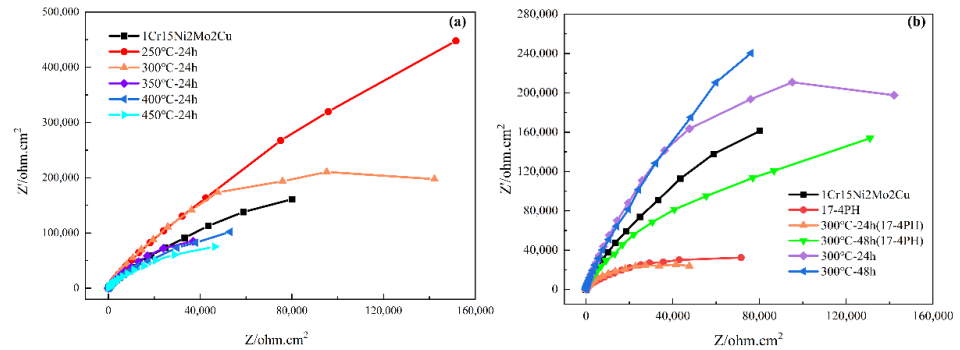 (a)
500,000
400,000
300,000
200,000
100,000
0
Z'/ohm.cm²
1Cr15Ni2Mo2Cu
250°C-24h
300°C-24h
350°C-24h
400°C-24h
450°C-24h
0
40,000
80,000
120,000
160,000
Z/ohm.cm²
(b)
280,000
240,000
200,000
160,000
120,000
80,000
40,000
0
Z'/ohm.cm²
1Cr15Ni2Mo2Cu
17-4PH
300°C-24h(17-4PH)
300°C-48h(17-4PH)
300°C-24h
300°C-48h
0
40,000
80,000
120,000
160,000
Z/ohm.cm²